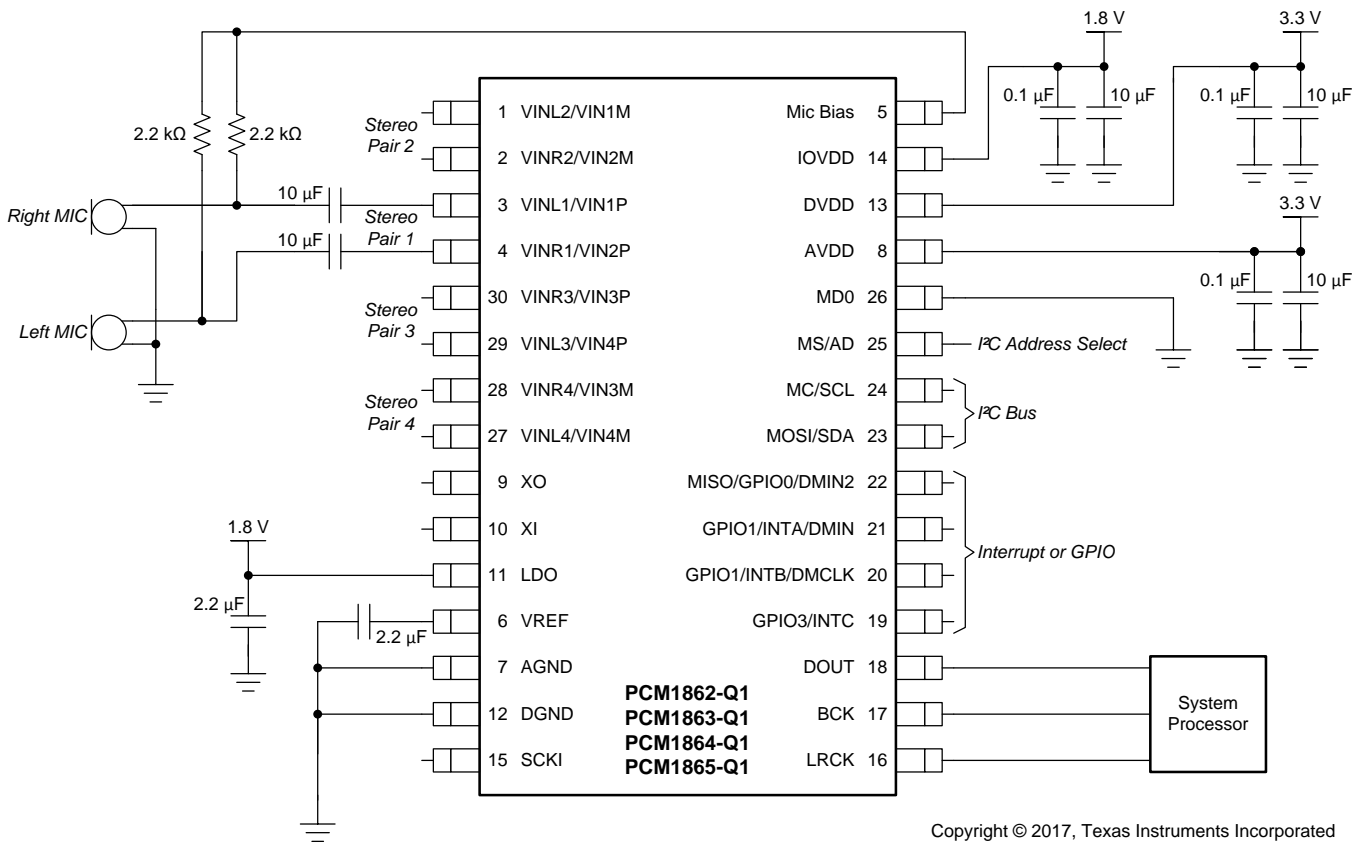 1.8 V
3.3 V
0.1 µF
10 µF
0.1 µF
10 µF
2.2 kΩ
2.2 kΩ
Stereo
Pair 2
1 VINL2/VIN1M
Mic Bias 5
2 VINR2/VIN2M
IOVDD 14
Right MIC
10 µF
Stereo
Pair 1
3 VINL1/VIN1P
DVDD 13
3.3 V
10 µF
4 VINR1/VIN2P
AVDD 8
0.1 µF
10 µF
Left MIC
Stereo
Pair 3
30 VINR3/VIN3P
MD0 26
29 VINL3/VIN4P
MS/AD 25
I²C Address Select
Stereo
Pair 4
28 VINR4/VIN3M
MC/SCL 24
I²C Bus
27 VINL4/VIN4M
MOSI/SDA 23
9 XO
MISO/GPIO0/DMIN2 22
1.8 V
10 XI
GPIO1/INTA/DMIN 21
Interrupt or GPIO
11 LDO
GPIO1/INTB/DMCLK 20
2.2 µF
2.2 µF
6 VREF
GPIO3/INTC 19
7 AGND
DOUT 18
12 DGND
BCK 17
15 SCKI
LRCK 16
PCM1862-Q1
PCM1863-Q1
PCM1864-Q1
PCM1865-Q1
System
Processor
Copyright © 2017, Texas Instruments Incorporated